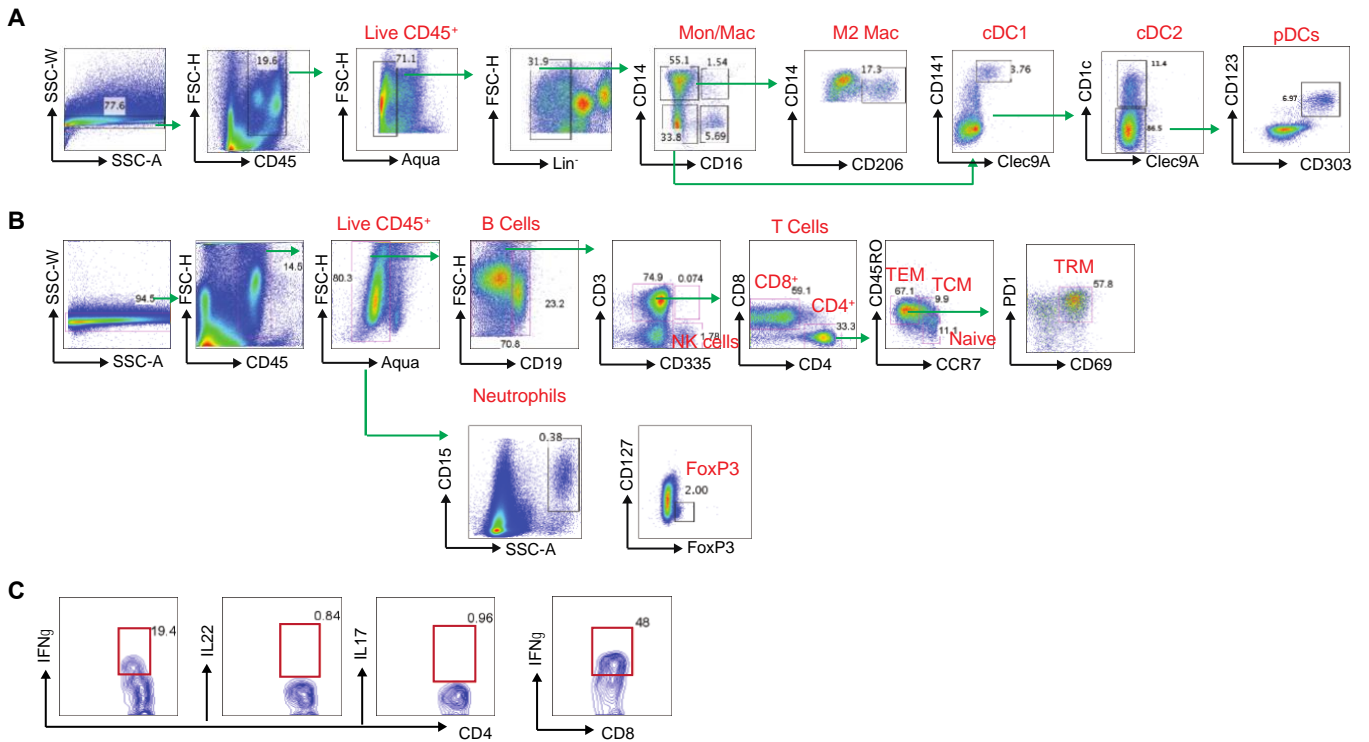 A
Live CD45⁺
Mon/Mac
M2 Mac
cDC1
cDC2
pDCs
SSC-W
77.6
SSC-A
FSC-H
19.6
CD45
FSC-H
71.1
Aqua
FSC-H
31.9
Lin⁻
CD14
55.1
1.54
33.8
5.69
CD16
CD14
17.3
CD206
CD141
3.76
Clec9A
CD1c
11.4
86.5
Clec9A
CD123
6.97
CD303
B
Live CD45⁺
B Cells
T Cells
SSC-W
94.5
SSC-A
FSC-H
14.5
CD45
FSC-H
80.3
Aqua
FSC-H
23.2
70.8
CD19
CD3
74.9
0.074
1.78
NK cells
CD335
CD8
CD8⁺
59.1
CD4⁺
33.3
CD4
CD45RO
TEM
67.1
TCM
9.9
11.1
Naive
CCR7
PD1
TRM
57.8
CD69
Neutrophils
CD15
0.38
SSC-A
CD127
FoxP3
2.00
FoxP3
C
IFNg
19.4
IL22
0.84
IL17
0.96
CD4
IFNg
48
CD8